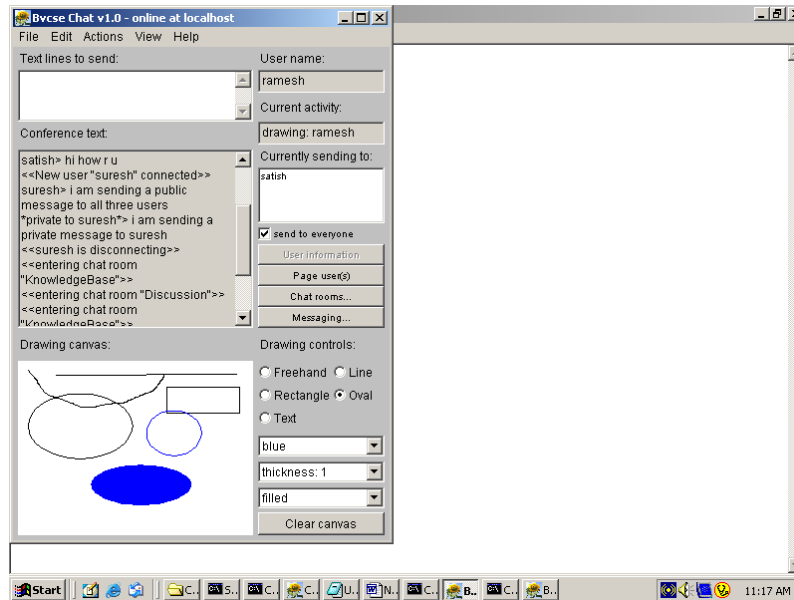 Bvcse Chat v1.0 - online at localhost
File Edit Actions View Help
Text lines to send:
User name:
ramesh
Current activity:
drawing: ramesh
Conference text:
satish> hi how r u
<<New user "suresh" connected>>
suresh> i am sending a public
message to all three users
*private to suresh*> i am sending a
private message to suresh
<<suresh is disconnecting>>
<<entering chat room
"KnowledgeBase">>
<<entering chat room "Discussion">>
<<entering chat room
"KnowledgeBase">>
Currently sending to:
satish
send to everyone
User information
Page user(s)
Chat rooms...
Messaging...
Drawing canvas:
Drawing controls:
Freehand Line
Rectangle Oval
Text
blue
thickness: 1
filled
Clear canvas
Start C.. S.. C.. C.. U.. N.. C.. B.. C.. B.. 11:17 AM